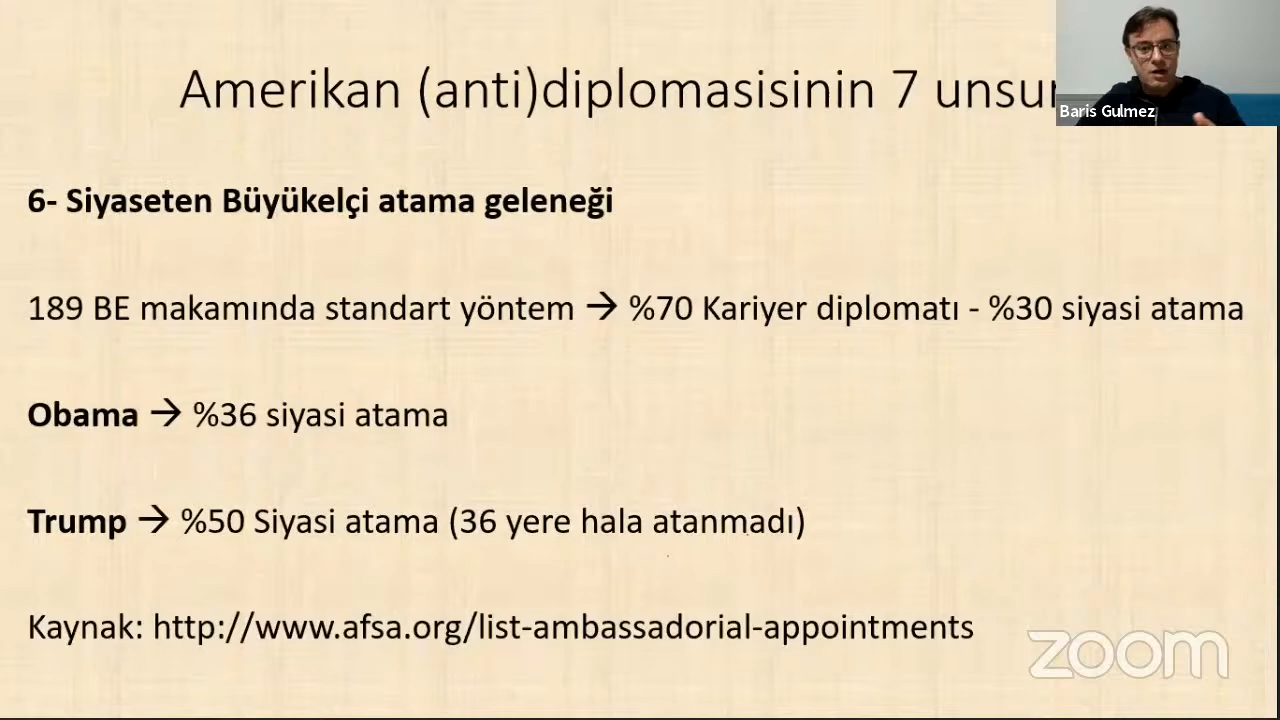 Amerikan (anti)diplomasisinin 7
Baris Gulmez
6- Siyaseten Büyükelçi atama geleneği
189 BE makamında standart yöntem → %70 Kariyer diplomatı - %30 siyasi atama
Obama → %36 siyasi atama
Trump → %50 Siyasi atama (36 yere hala atanmadı)
Kaynak: http://www.afsa.org/list-ambassadorial-appointments
zoom